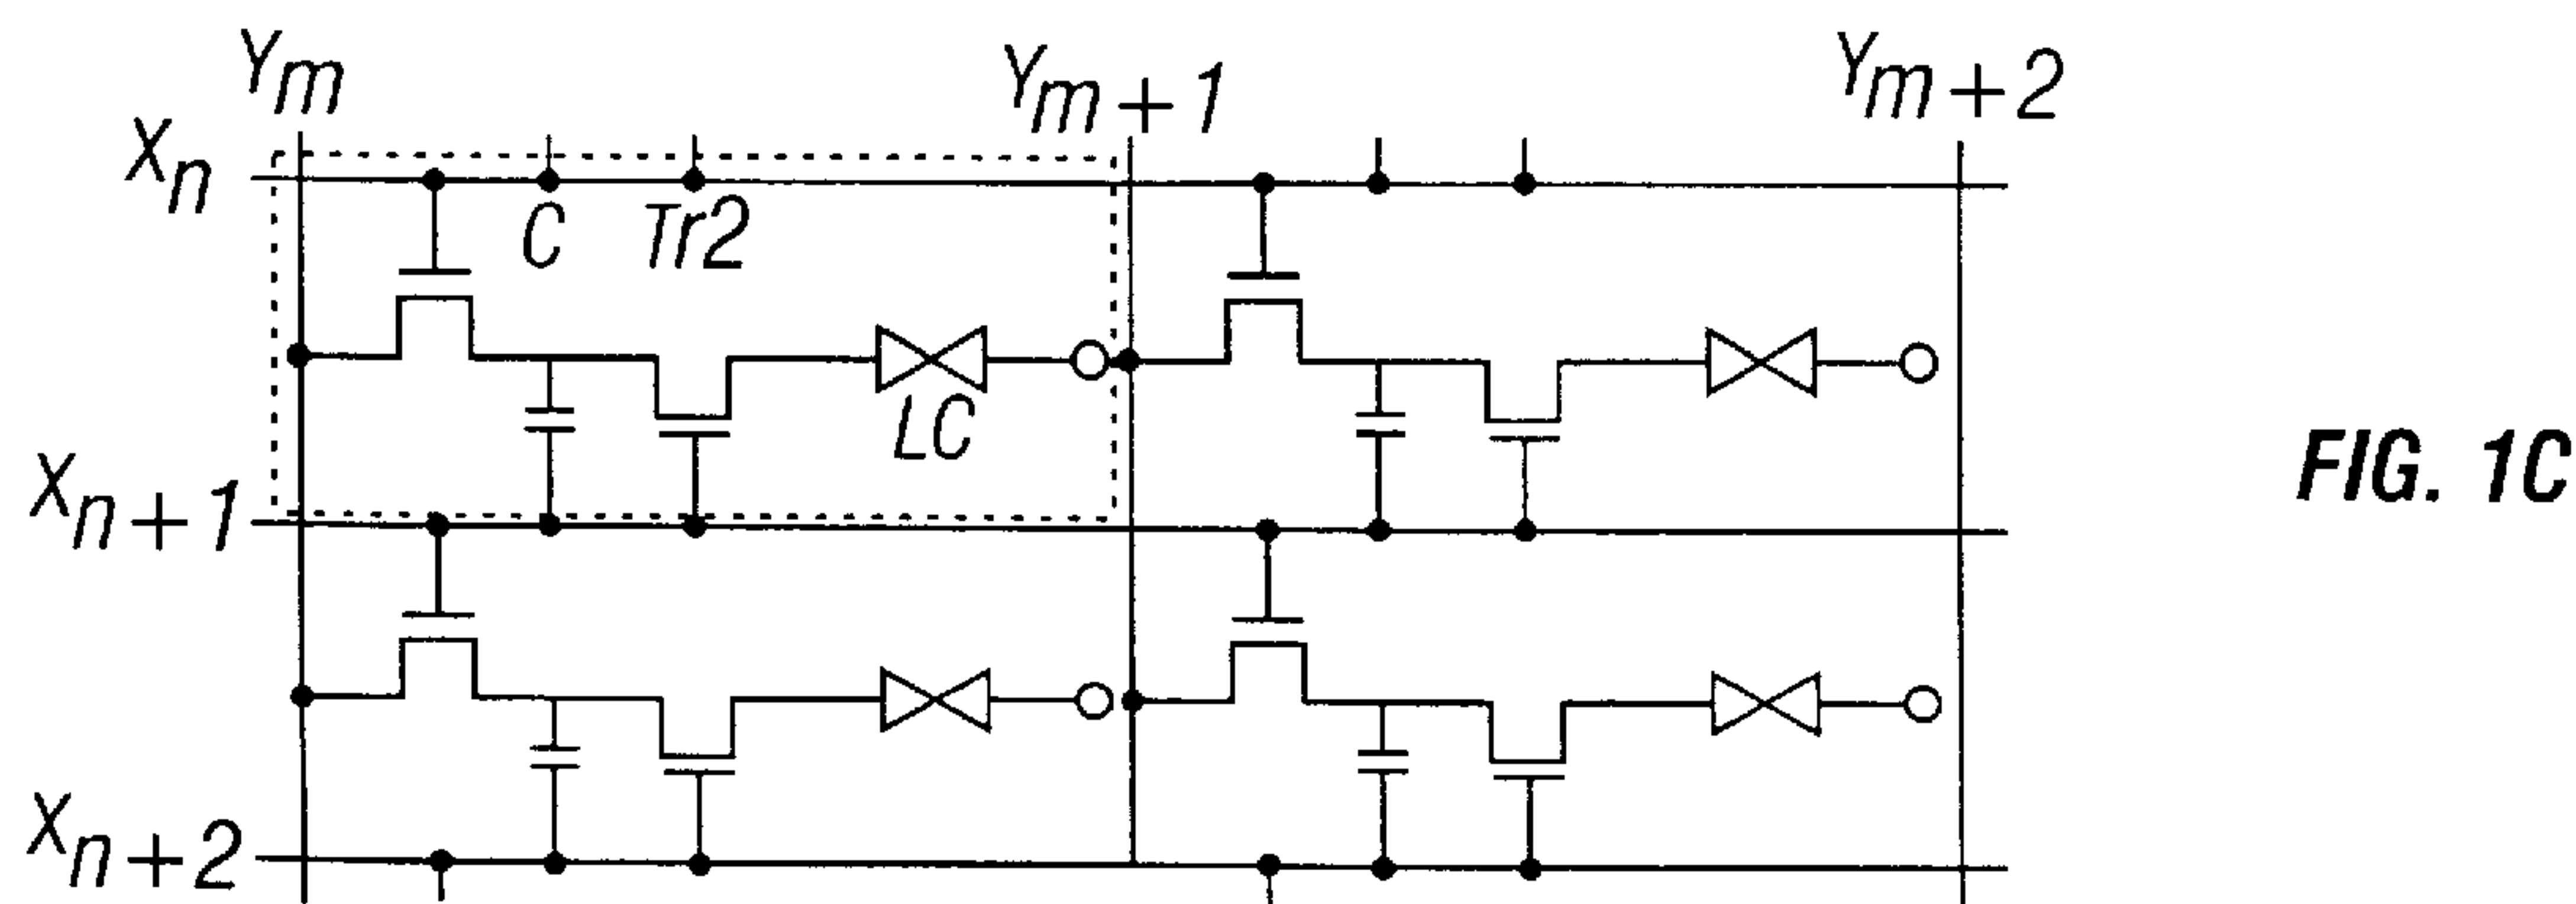 Ym
Ym+1
Ym+2
Xn
C
Tr2
LC
FIG. 1C
Xn+1
Xn+2